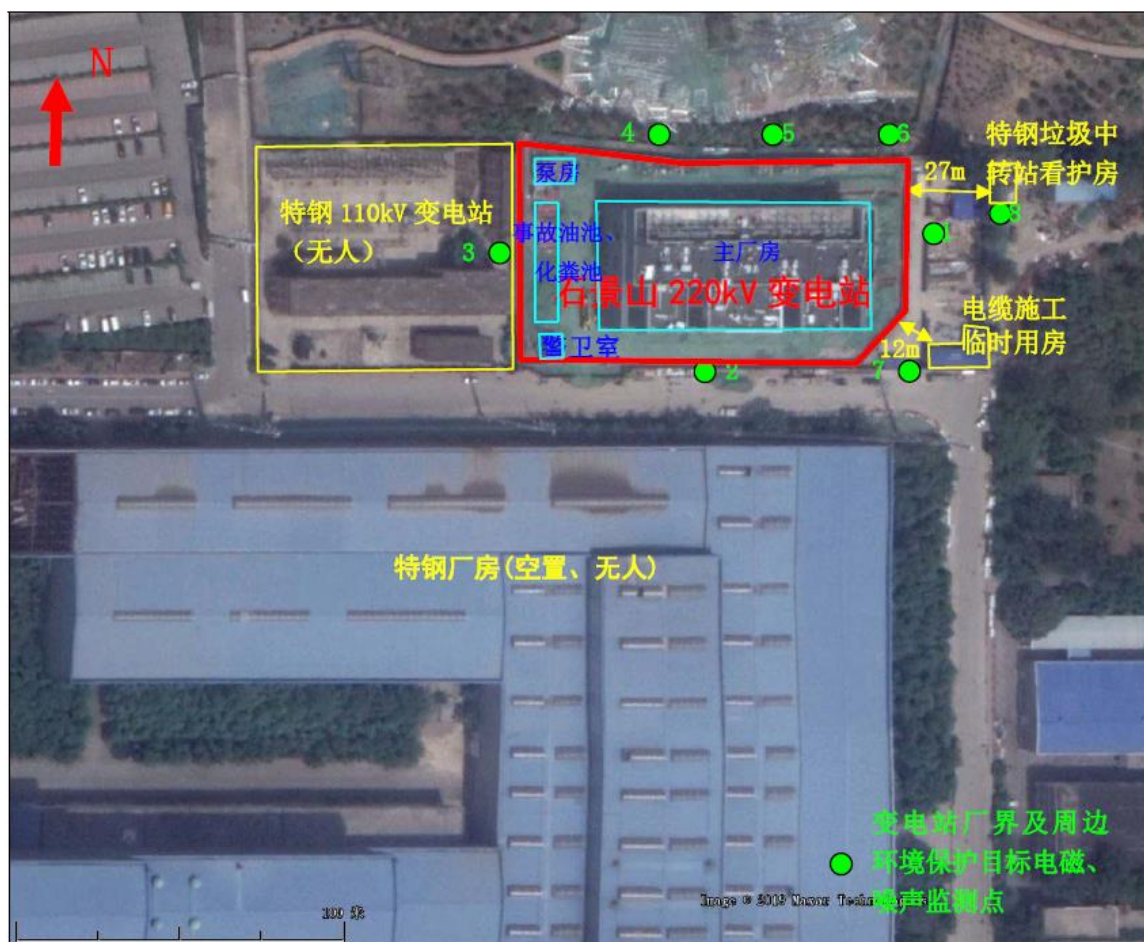 N
4
5
6
特钢垃圾中
转站看护房
27m
泵房
8
特钢 110kV 变电站
（无人）
3
事故油池、
化粪池
主厂房
1
石景山 220kV 变电站
电缆施工
临时用房
警卫室
12m
2
7
特钢厂房(空置、无人)
变电站厂界及周边
环境保护目标电磁、
噪声监测点
100 米
Image © 2019 Maxar Technologies